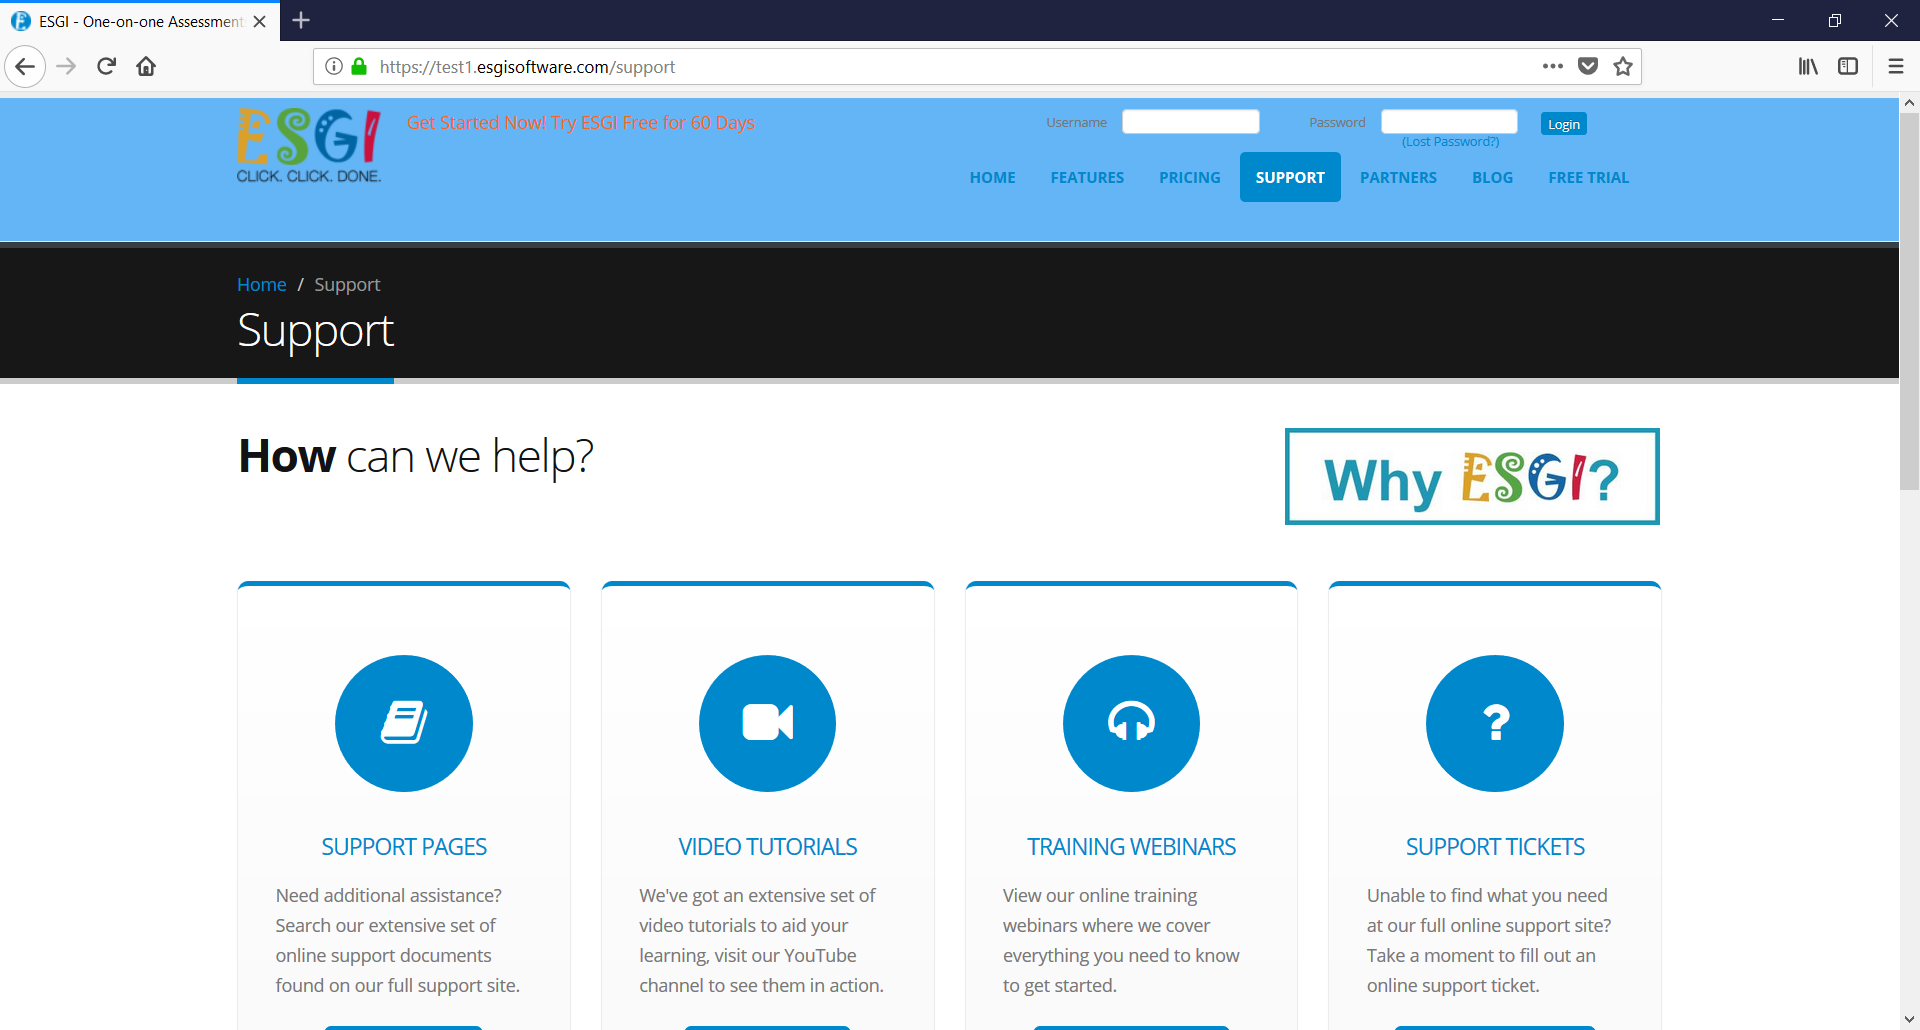 ESGI - One-on-one Assessment
https://test1.esgisoftware.com/support
ESGI
CLICK. CLICK. DONE.
Get Started Now! Try ESGI Free for 60 Days
Username
Password
Login
(Lost Password?)
HOME
FEATURES
PRICING
SUPPORT
PARTNERS
BLOG
FREE TRIAL
Home / Support
Support
How can we help?
Why ESGI?
SUPPORT PAGES
Need additional assistance?
Search our extensive set of
online support documents
found on our full support site.
VIDEO TUTORIALS
We've got an extensive set of
video tutorials to aid your
learning, visit our YouTube
channel to see them in action.
TRAINING WEBINARS
View our online training
webinars where we cover
everything you need to know
to get started.
SUPPORT TICKETS
Unable to find what you need
at our full online support site?
Take a moment to fill out an
online support ticket.